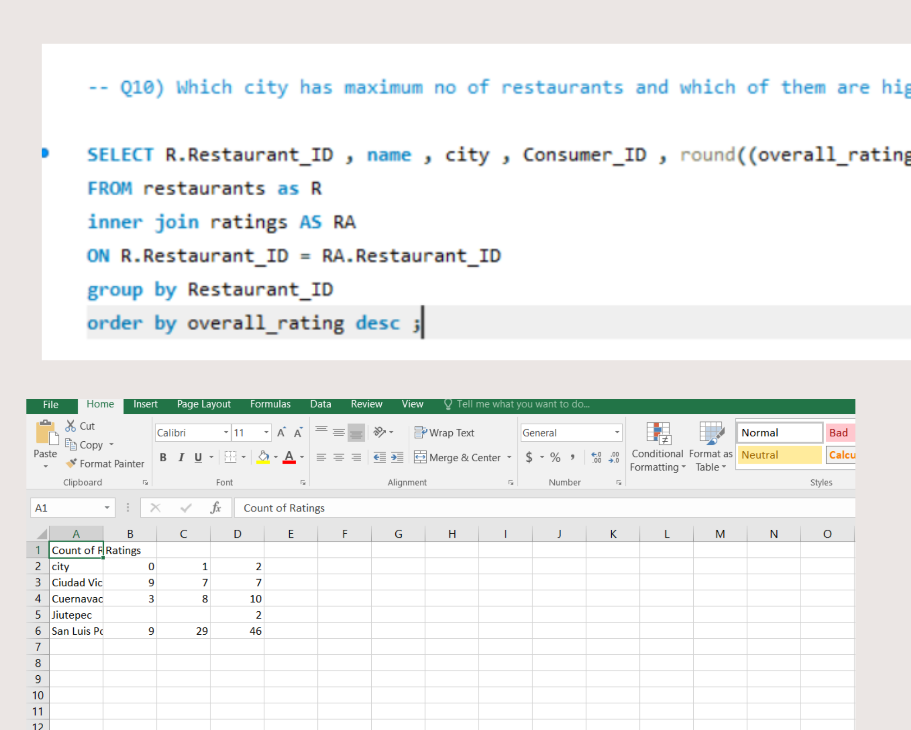 -- Q10) Which city has maximum no of restaurants and which of them are hig
SELECT R.Restaurant_ID , name , city , Consumer_ID , round((overall_rating
FROM restaurants as R
inner join ratings AS RA
ON R.Restaurant_ID = RA.Restaurant_ID
group by Restaurant_ID
order by overall_rating desc ;
File Home Insert Page Layout Formulas Data Review View Tell me what you want to do...
Cut
Copy
Format Painter
Paste
Clipboard
Calibri 11 A A
B I U A
Font
Wrap Text
Merge & Center
Alignment
General
$ % ,
Number
Conditional Formatting
Format as Table
Normal Bad
Neutral Calcu
Styles
A1 fx Count of Ratings
A B C D E F G H I J K L M N O
1 Count of R Ratings
2 city 0 1 2
3 Ciudad Vic 9 7 7
4 Cuernavac 3 8 10
5 Jiutepec 2
6 San Luis Po 9 29 46
7
8
9
10
11
12